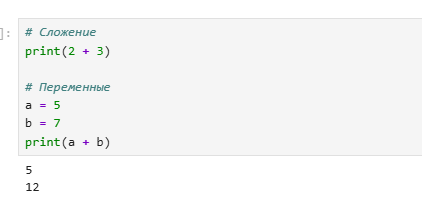 ]:
# Сложение
print(2 + 3)
# Переменные
a = 5
b = 7
print(a + b)
5
12